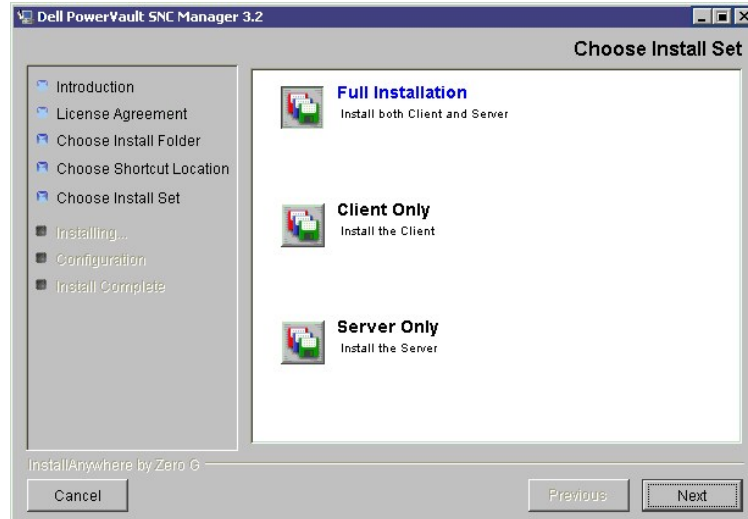 Dell PowerVault SNC Manager 3.2
Choose Install Set
Introduction
License Agreement
Choose Install Folder
Choose Shortcut Location
Choose Install Set
Installing...
Configuration
Install Complete
Full Installation
Install both Client and Server
Client Only
Install the Client
Server Only
Install the Server
InstallAnywhere by Zero G
Cancel
Previous
Next